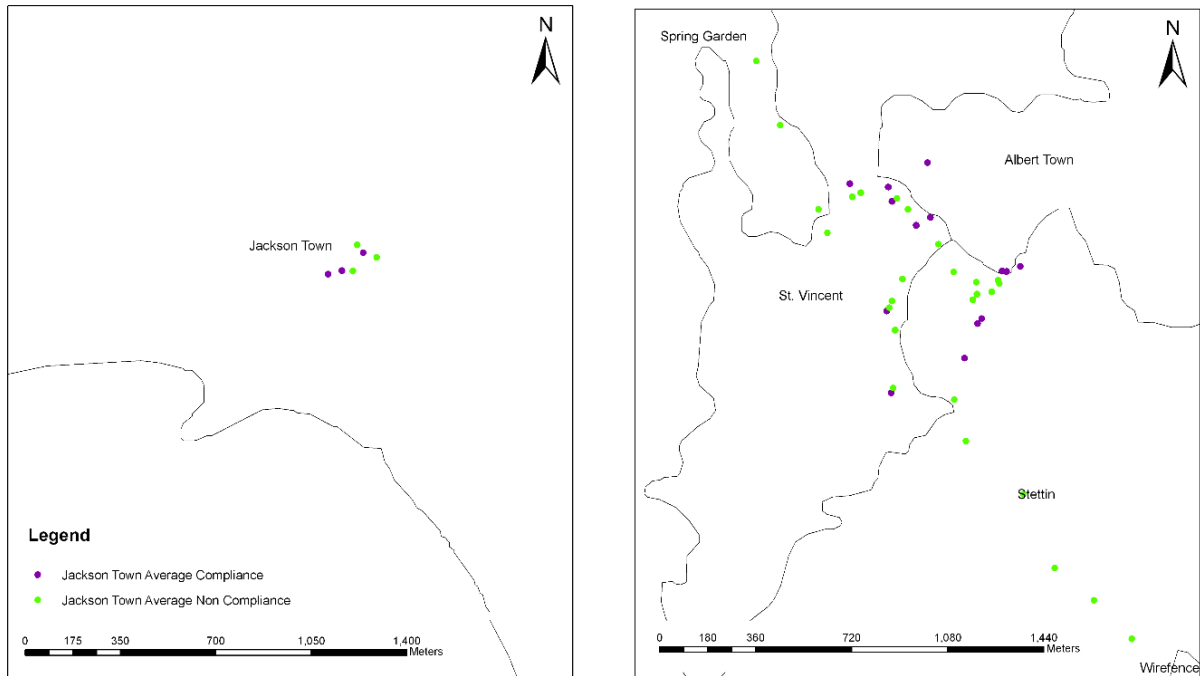 N
Jackson Town
Legend
Jackson Town Average Compliance
Jackson Town Average Non Compliance
0 175 350 700 1,050 1,400
Meters
Spring Garden
N
Albert Town
St. Vincent
Stettin
0 180 360 720 1,080 1,440
Meters
Wirefence